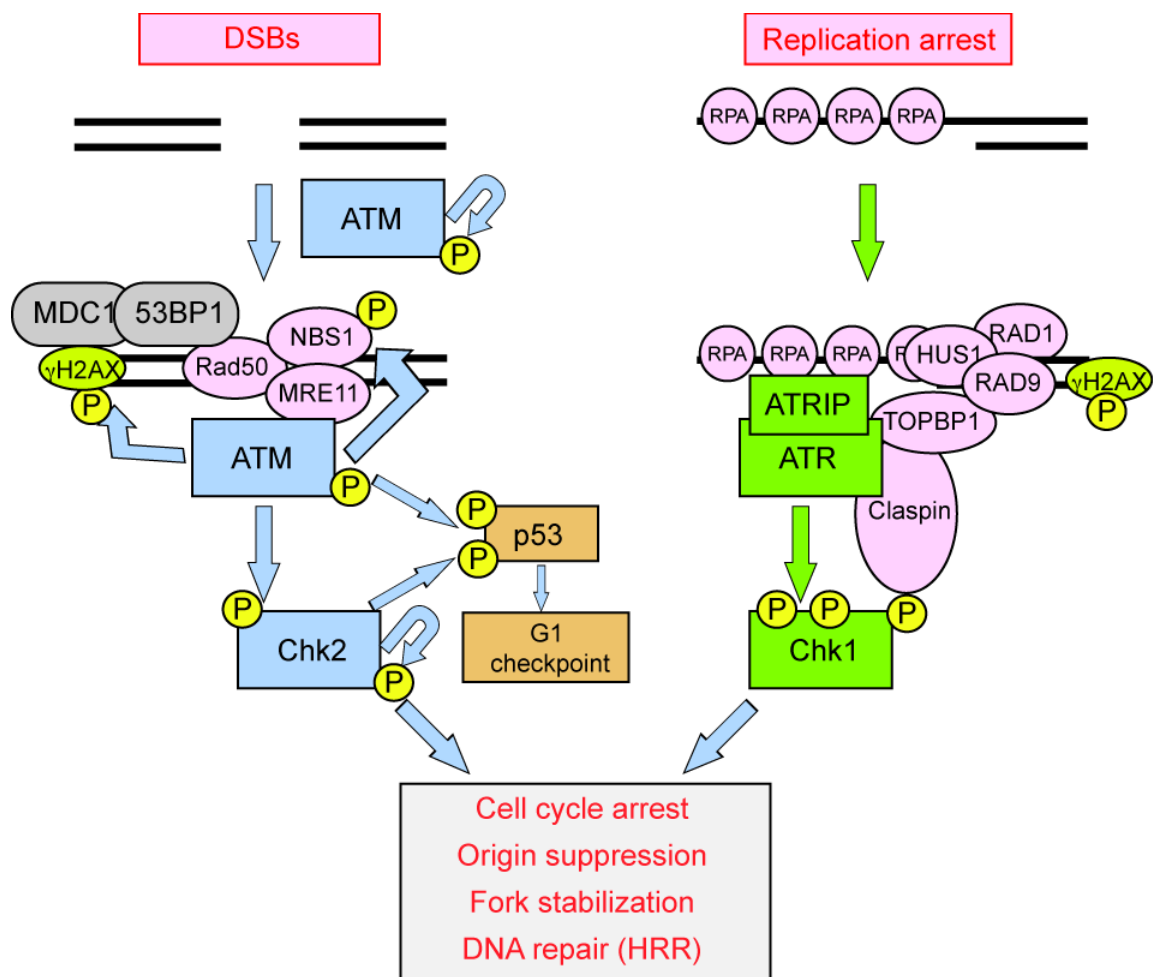 DSBs
Replication arrest
RPA RPA RPA RPA
ATM
P
MDC1 53BP1
NBS1
P
γH2AX
Rad50
MRE11
P
ATM
P
P
p53
P
P
Chk2
P
G1
checkpoint
RPA RPA RPA
HUS1
RAD1
RAD9
γH2AX
P
ATRIP
TOPBP1
ATR
Claspin
P P P
Chk1
Cell cycle arrest
Origin suppression
Fork stabilization
DNA repair (HRR)